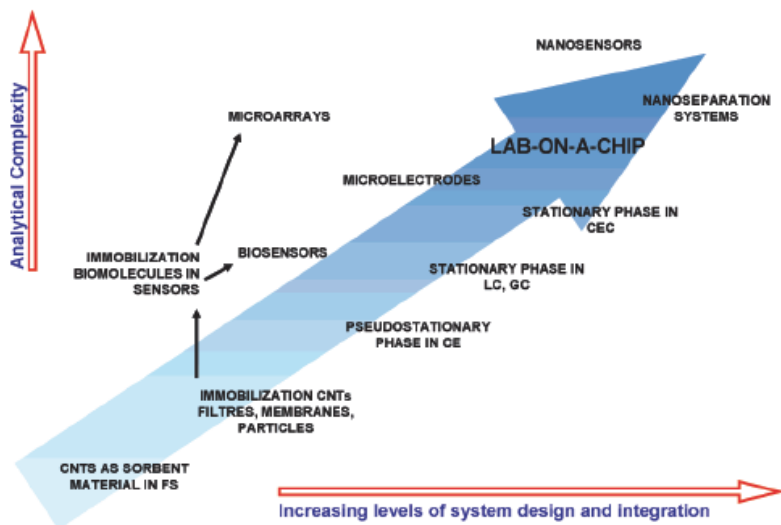 NANOSENSORS
Analytical Complexity
NANOSEPARATION
SYSTEMS
MICROARRAYS
LAB-ON-A-CHIP
MICROELECTRODES
STATIONARY PHASE IN
CEC
IMMOBILIZATION
BIOMOLECULES IN
SENSORS
BIOSENSORS
STATIONARY PHASE IN
LC, GC
PSEUDOSTATIONARY
PHASE IN CE
IMMOBILIZATION CNTs
FILTRES, MEMBRANES,
PARTICLES
CNTS AS SORBENT
MATERIAL IN FS
Increasing levels of system design and integration